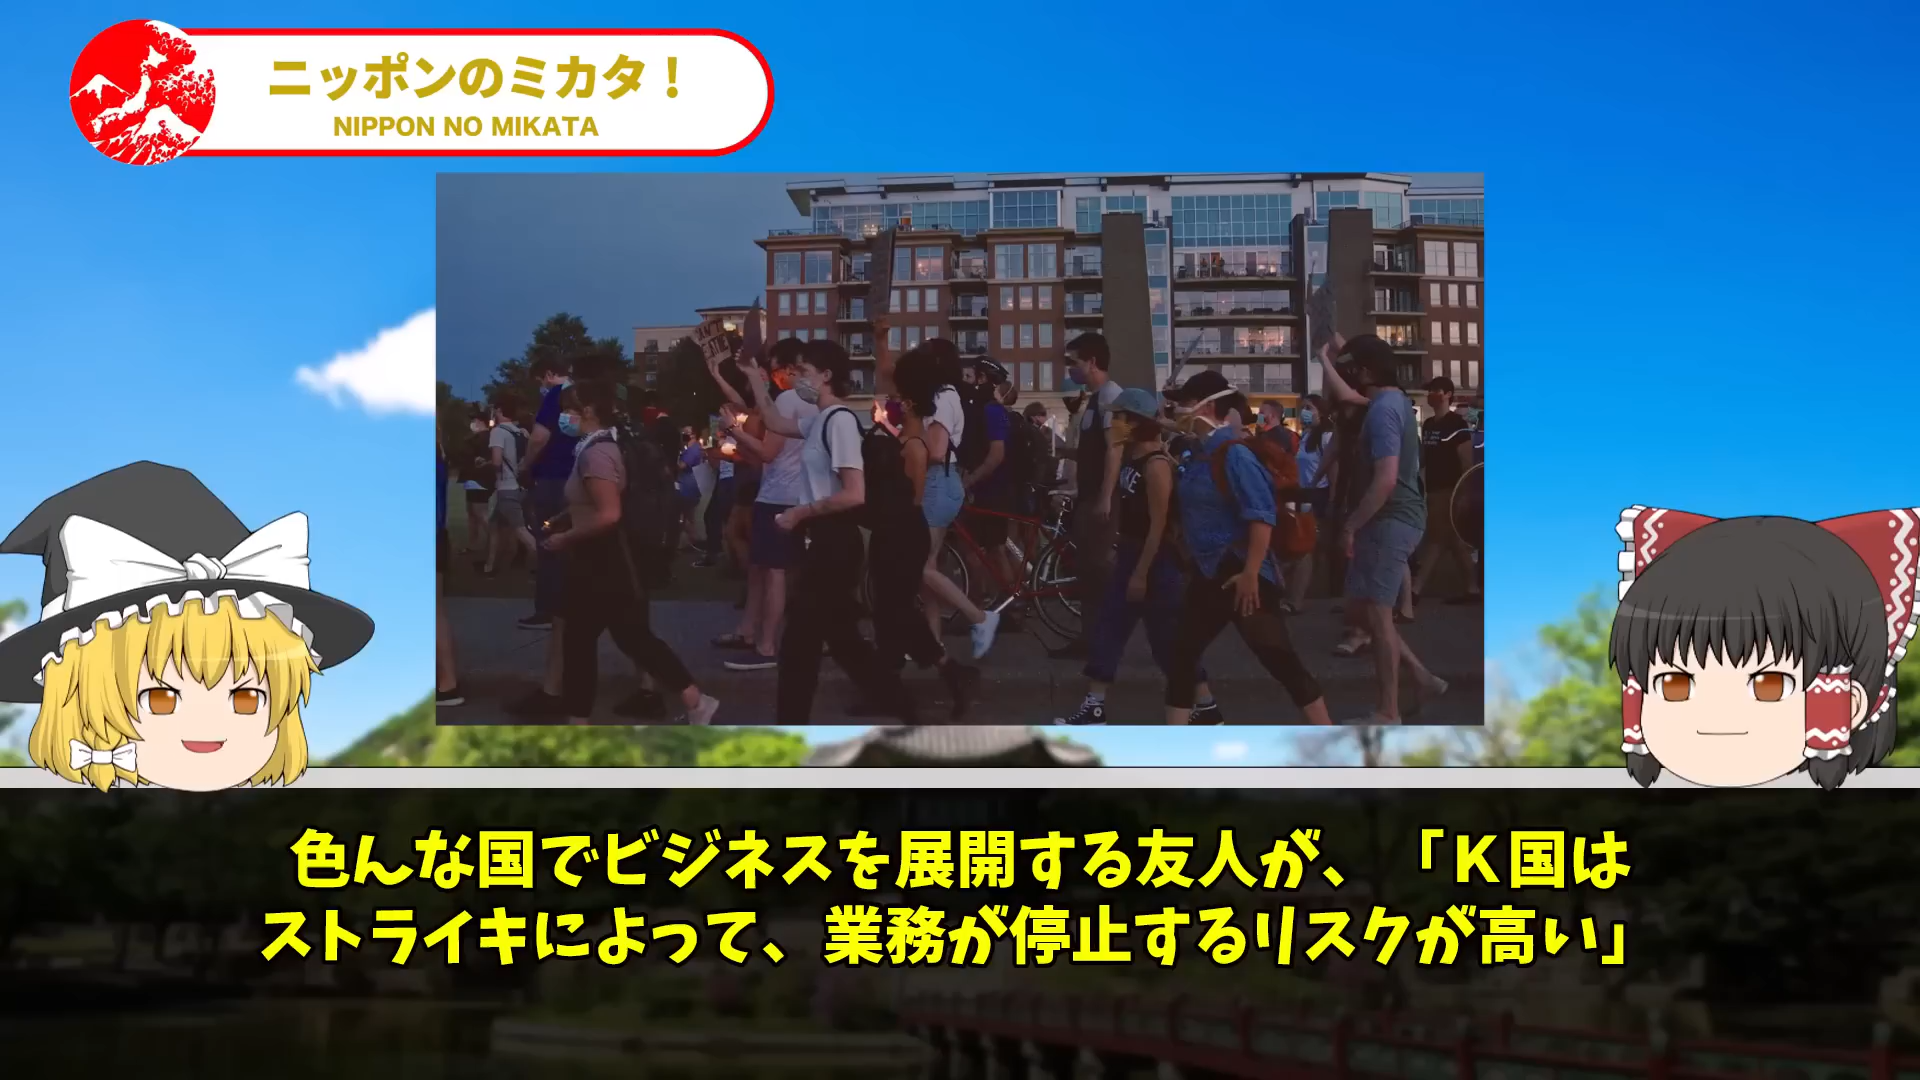 ニッポンのミカタ！
NIPPON NO MIKATA
色んな国でビジネスを展開する友人が、「Ｋ国は
ストライキによって、業務が停止するリスクが高い」